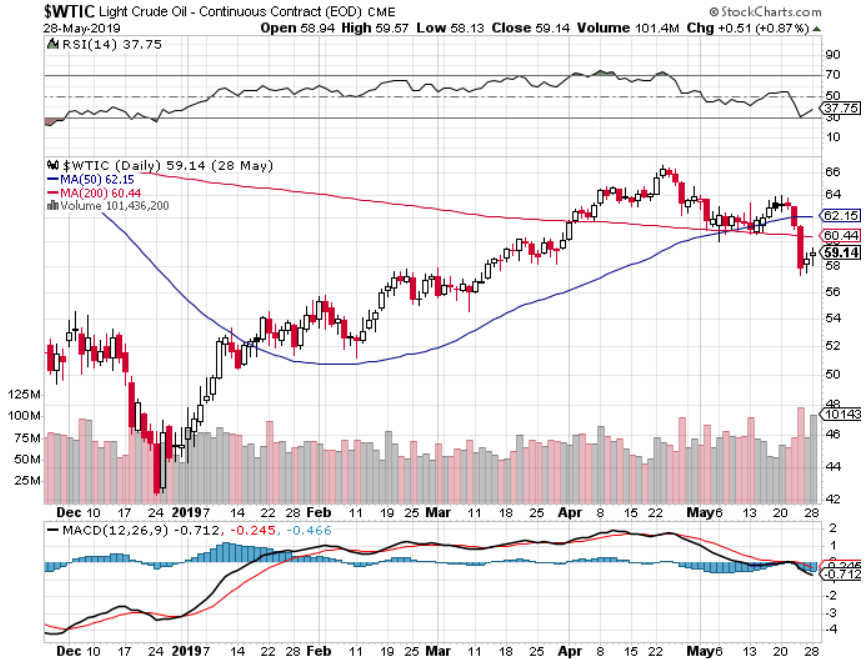 $WTIC Light Crude Oil - Continuous Contract (EOD) CME © StockCharts.com
28-May-2019 Open 58.94 High 59.57 Low 58.13 Close 59.14 Volume 101.4M Chg +0.51 (+0.87%)
RSI(14) 37.75
90
70
50
37.75
30
10
$WTIC (Daily) 59.14 (28 May)
MA(50) 62.15
MA(200) 60.44
Volume 101,436,200
66
64
62.15
60.44
59.14
58
56
54
52
50
48
46
44
42
125M
100M
75M
50M
25M
10143
Dec 10 17 24 2019 7 14 22 28 Feb 11 19 25 Mar 11 18 25 Apr 8 15 22 May 6 13 20 28
MACD(12,26,9) -0.712, -0.245, -0.466
2
1
0
-0.245
-0.712
-2
-3
-4
Dec 10 17 24 2019 7 14 22 28 Feb 11 19 25 Mar 11 18 25 Apr 8 15 22 May 6 13 20 28